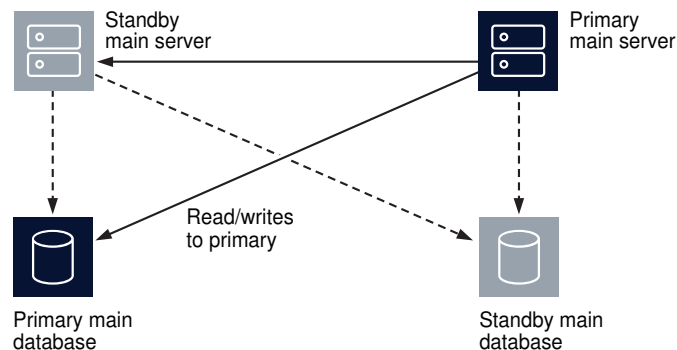 Standby
main server
Primary
main server
Read/writes
to primary
Primary main
database
Standby main
database